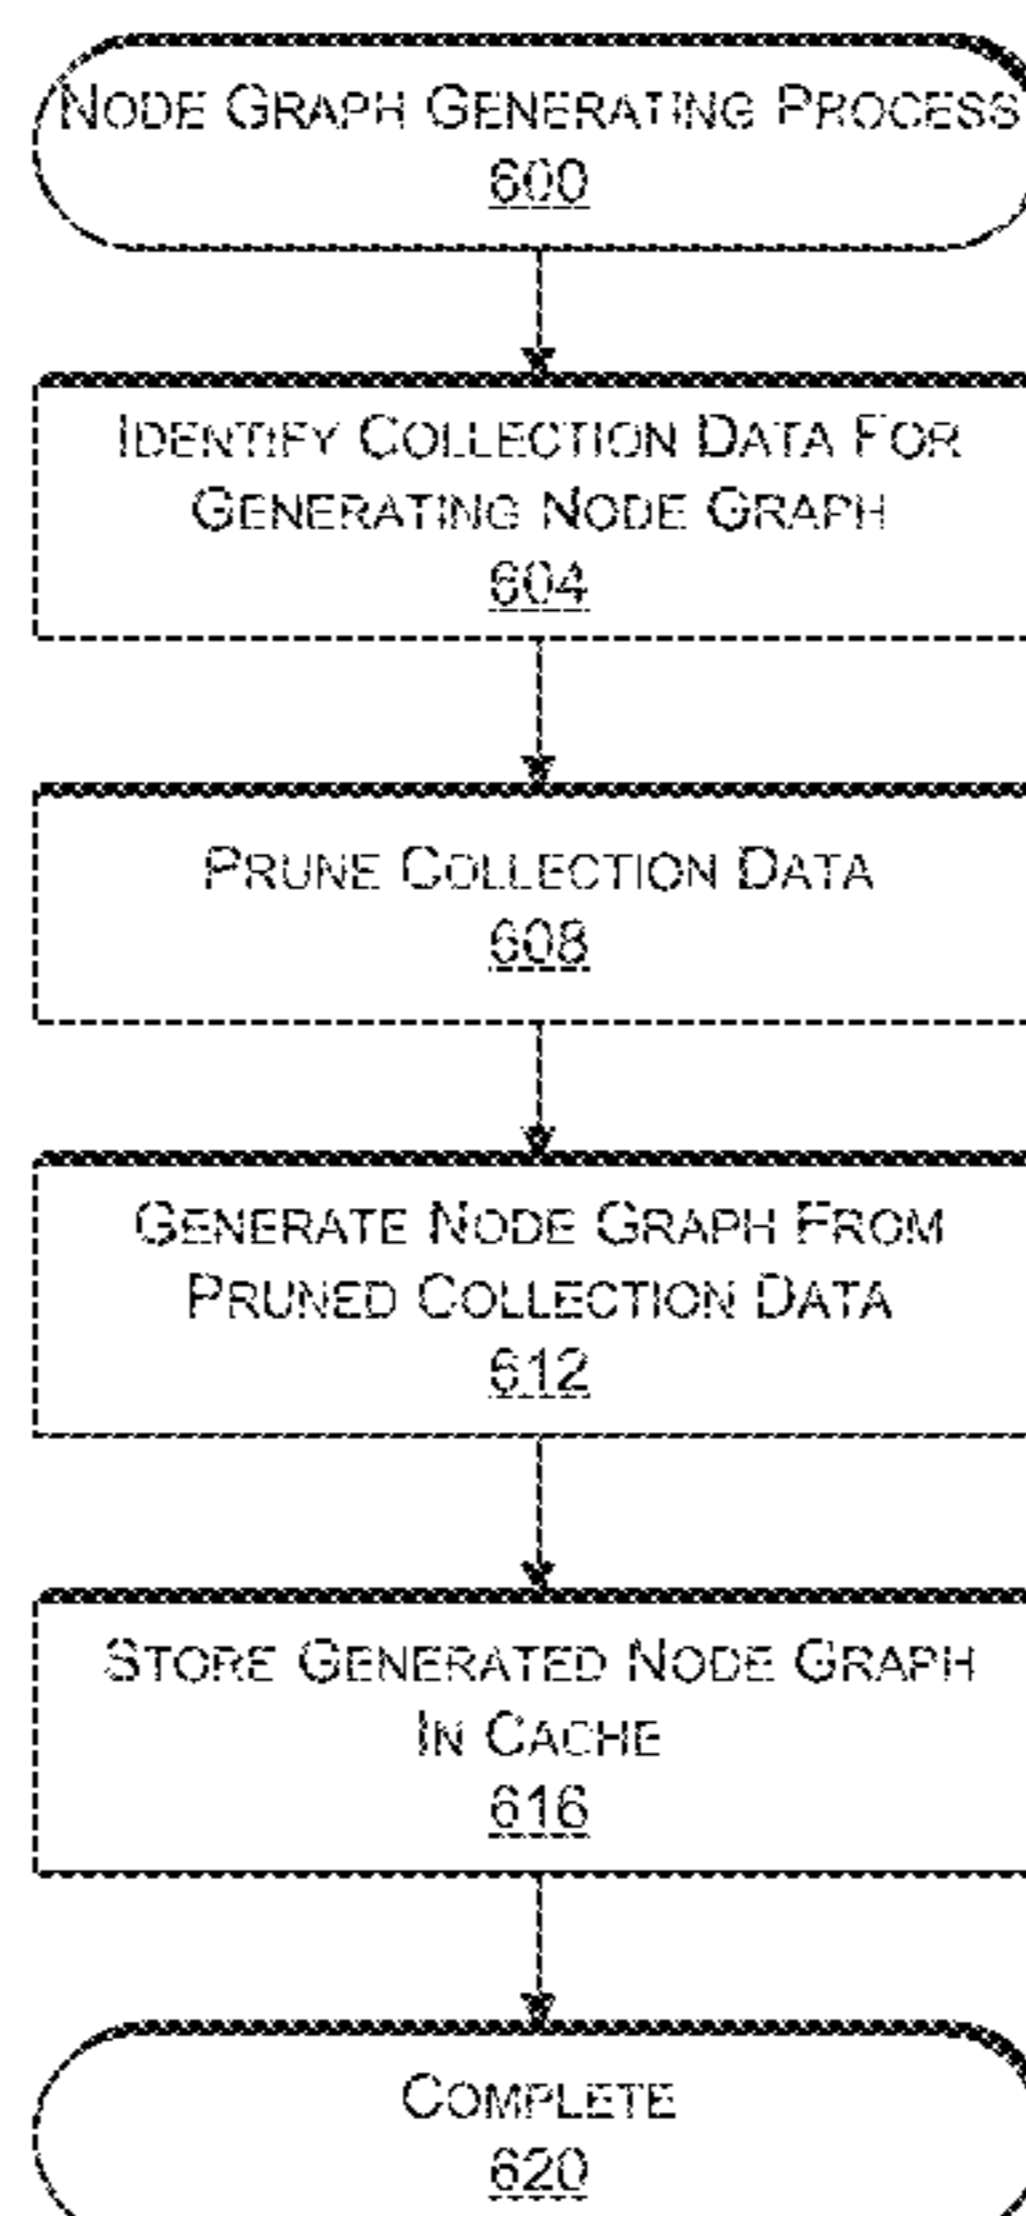 NODE GRAPH GENERATING PROCESS
600
IDENTIFY COLLECTION DATA FOR
GENERATING NODE GRAPH
604
PRUNE COLLECTION DATA
608
GENERATE NODE GRAPH FROM
PRUNED COLLECTION DATA
612
STORE GENERATED NODE GRAPH
IN CACHE
616
COMPLETE
620